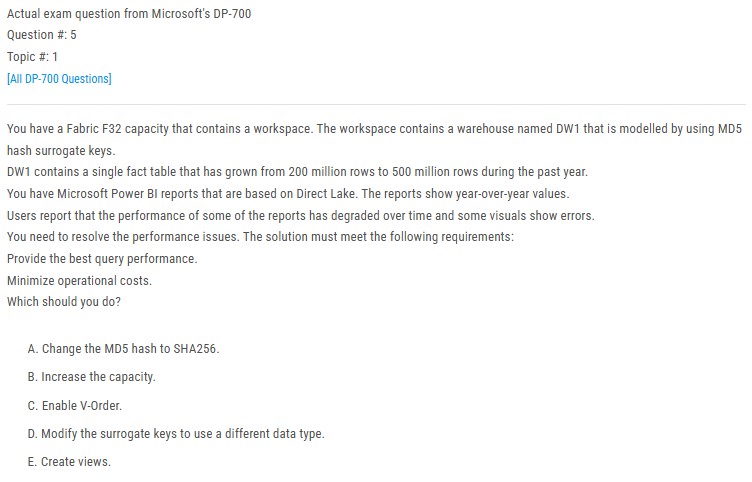 Actual exam question from Microsoft's DP-700
Question #: 5
Topic #: 1
[All DP-700 Questions]
You have a Fabric F32 capacity that contains a workspace. The workspace contains a warehouse named DW1 that is modelled by using MD5
hash surrogate keys.
DW1 contains a single fact table that has grown from 200 million rows to 500 million rows during the past year.
You have Microsoft Power BI reports that are based on Direct Lake. The reports show year-over-year values.
Users report that the performance of some of the reports has degraded over time and some visuals show errors.
You need to resolve the performance issues. The solution must meet the following requirements:
Provide the best query performance.
Minimize operational costs.
Which should you do?
A. Change the MD5 hash to SHA256.
B. Increase the capacity.
C. Enable V-Order.
D. Modify the surrogate keys to use a different data type.
E. Create views.